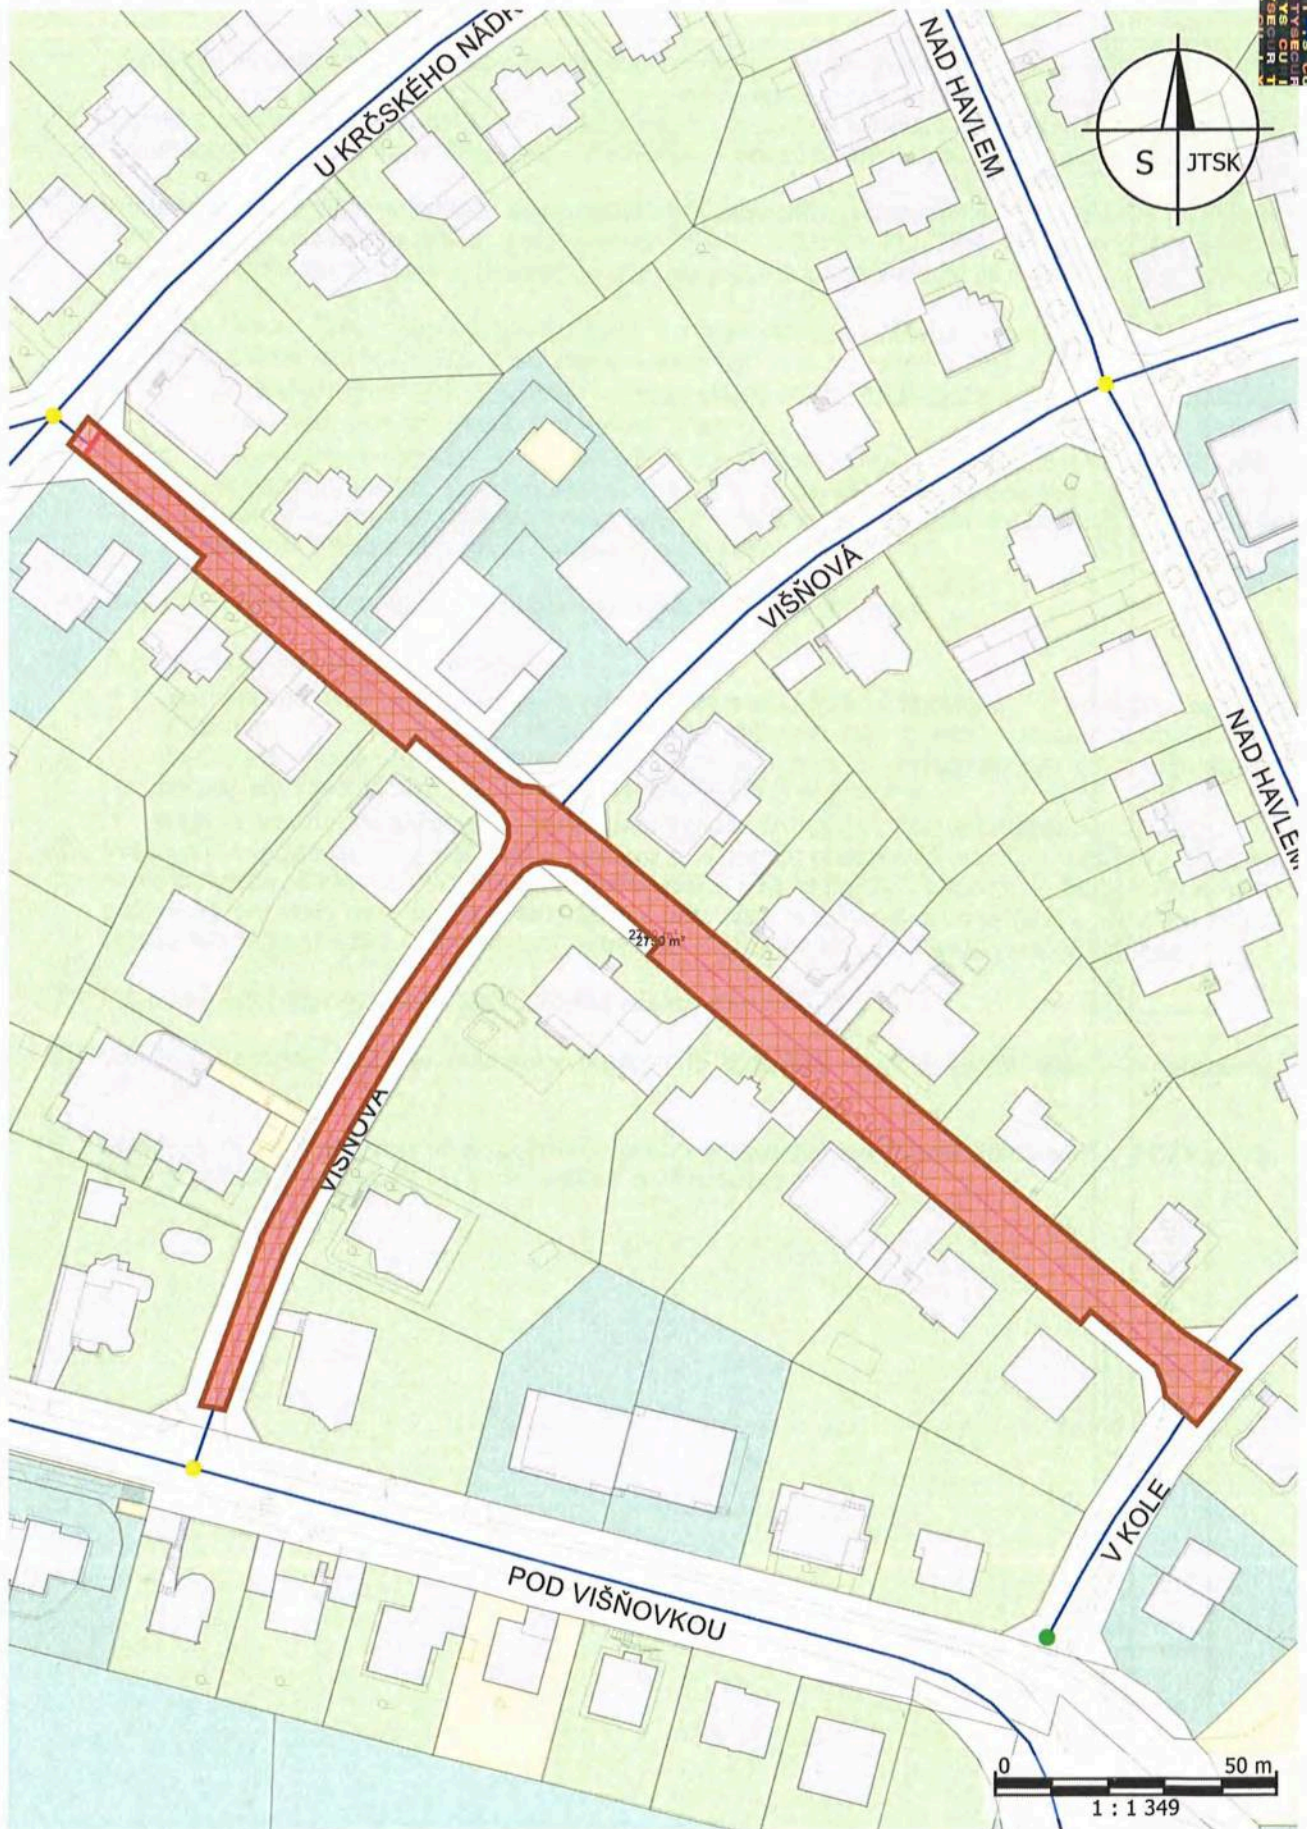 U KRČSKÉHO NÁDR
NAD HAVLEM
S JTSK
VIŠŇOVÁ
NAD HAVLEM
VIŠŇOVÁ
V KOLE
POD VIŠŇOVKOU
0 50 m
1 : 1 349